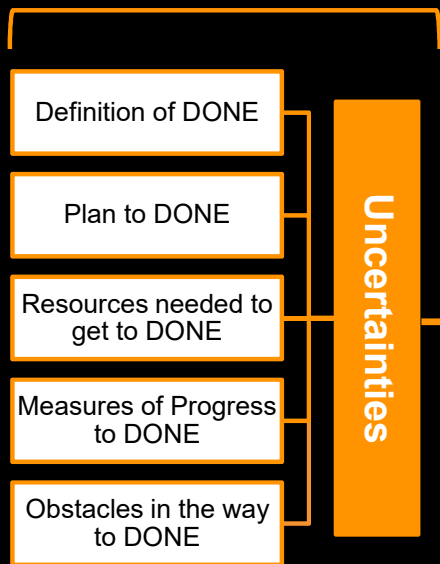 Definition of DONE
Plan to DONE
Resources needed to
get to DONE
Measures of Progress
to DONE
Obstacles in the way
to DONE
Uncertainties